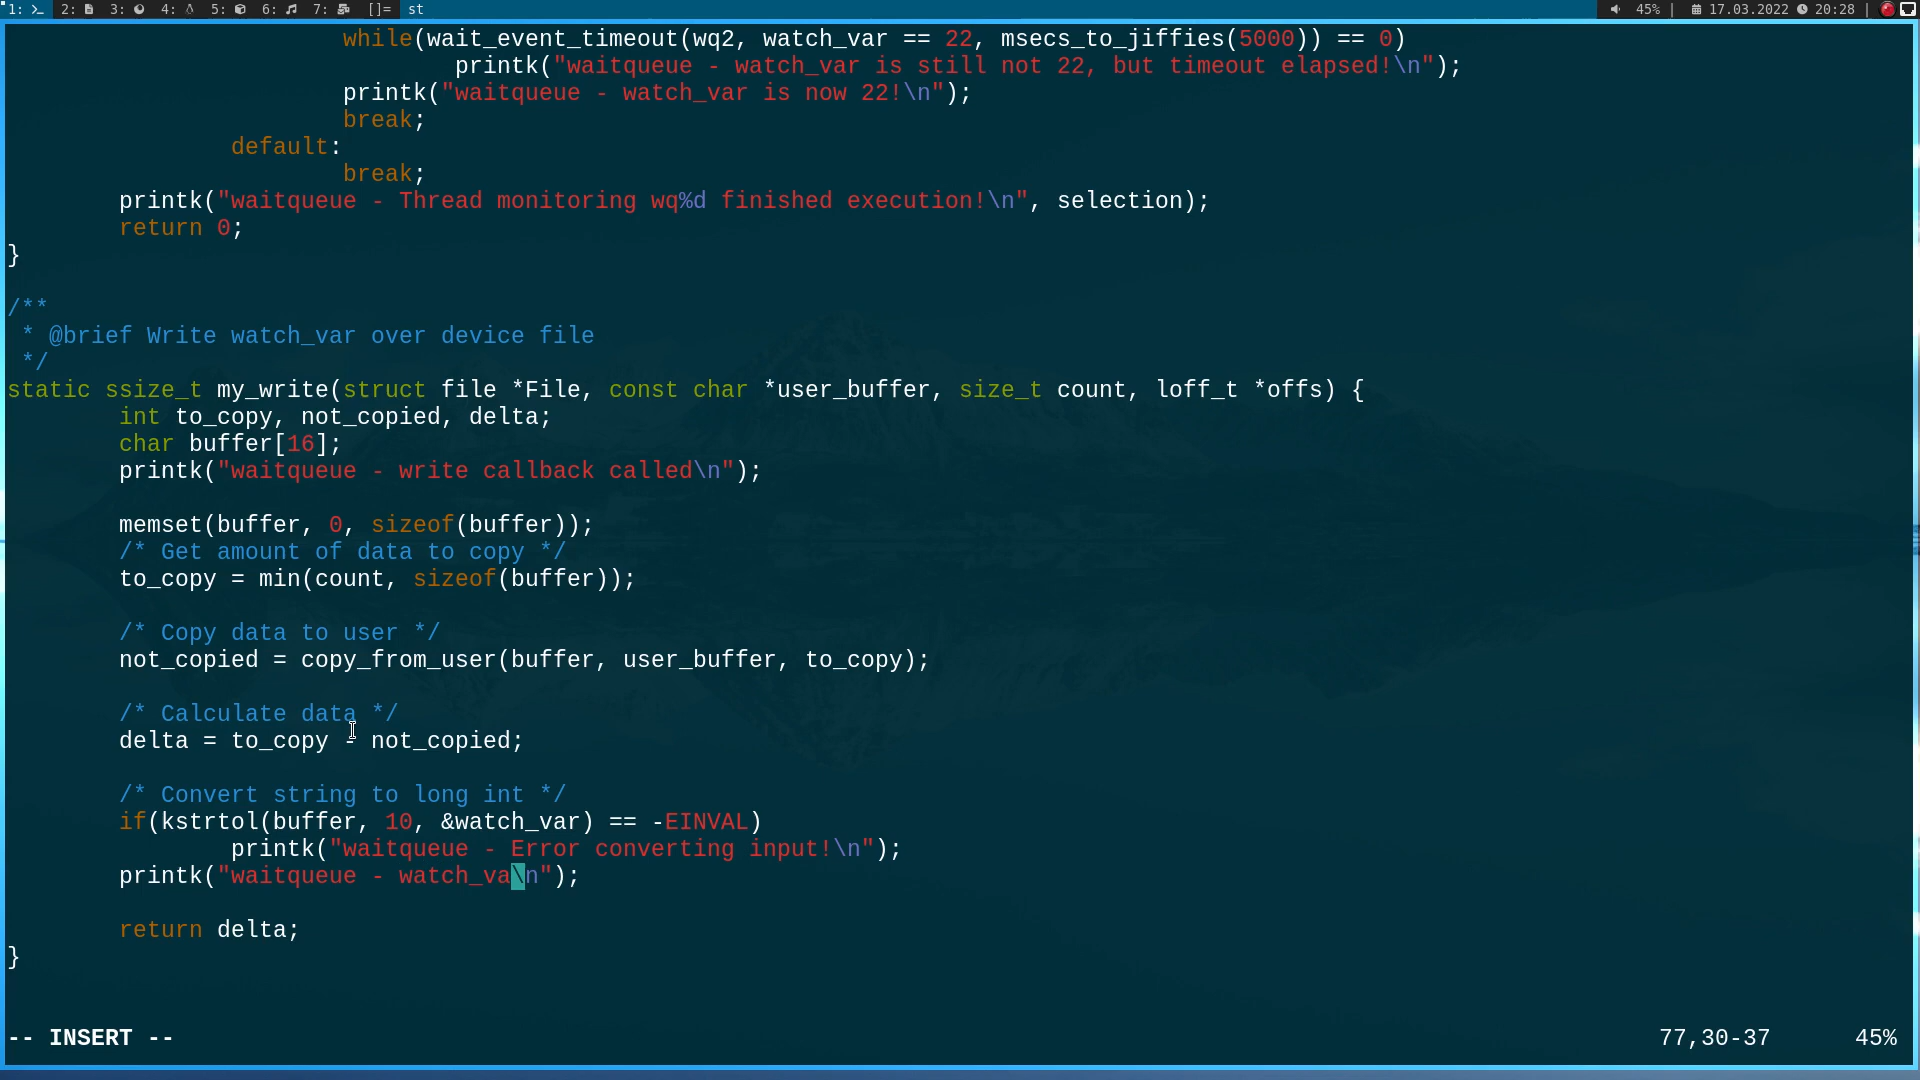 1: 2: 3: 4: 5: 6: 7: []= st 45% | 17.03.2022 20:28 |
while(wait_event_timeout(wq2, watch_var == 22, msecs_to_jiffies(5000)) == 0)
printk("waitqueue - watch_var is still not 22, but timeout elapsed!\n");
printk("waitqueue - watch_var is now 22!\n");
break;
default:
break;
printk("waitqueue - Thread monitoring wq%d finished execution!\n", selection);
return 0;
}
/**
* @brief Write watch_var over device file
*/
static ssize_t my_write(struct file *File, const char *user_buffer, size_t count, loff_t *offs) {
int to_copy, not_copied, delta;
char buffer[16];
printk("waitqueue - write callback called\n");
memset(buffer, 0, sizeof(buffer));
/* Get amount of data to copy */
to_copy = min(count, sizeof(buffer));
/* Copy data to user */
not_copied = copy_from_user(buffer, user_buffer, to_copy);
/* Calculate data */
delta = to_copy - not_copied;
/* Convert string to long int */
if(kstrtol(buffer, 10, &watch_var) == -EINVAL)
printk("waitqueue - Error converting input!\n");
printk("waitqueue - watch_va\n");
return delta;
}
-- INSERT -- 77,30-37 45%